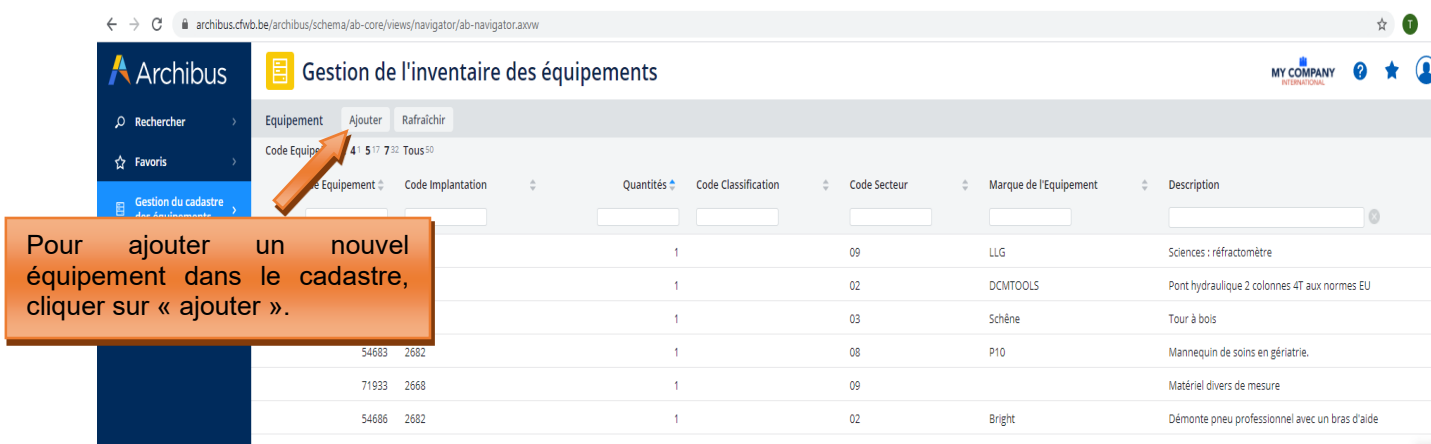 archibus.cfwb.be/archibus/schema/ab-core/views/navigator/ab-navigator.axvw
T
Archibus
Gestion de l'inventaire des équipements
MY COMPANY
INTERNATIONAL
?
Rechercher
Equipement Ajouter Rafraîchir
Code Equipe 4 1 5 17 7 32 Tous 50
Favoris
Equipement Code Implantation Quantités Code Classification Code Secteur Marque de l'Equipement Description
Gestion du cadastre
des équipements
Pour ajouter un nouvel
équipement dans le cadastre,
cliquer sur « ajouter ».
1 09 LLG Sciences : réfractomètre
1 02 DCMTOOLS Pont hydraulique 2 colonnes 4T aux normes EU
1 03 Schêne Tour à bois
54683 2682 1 08 P10 Mannequin de soins en gériatrie.
71933 2668 1 09 Matériel divers de mesure
54686 2682 1 02 Bright Démonte pneu professionnel avec un bras d'aide